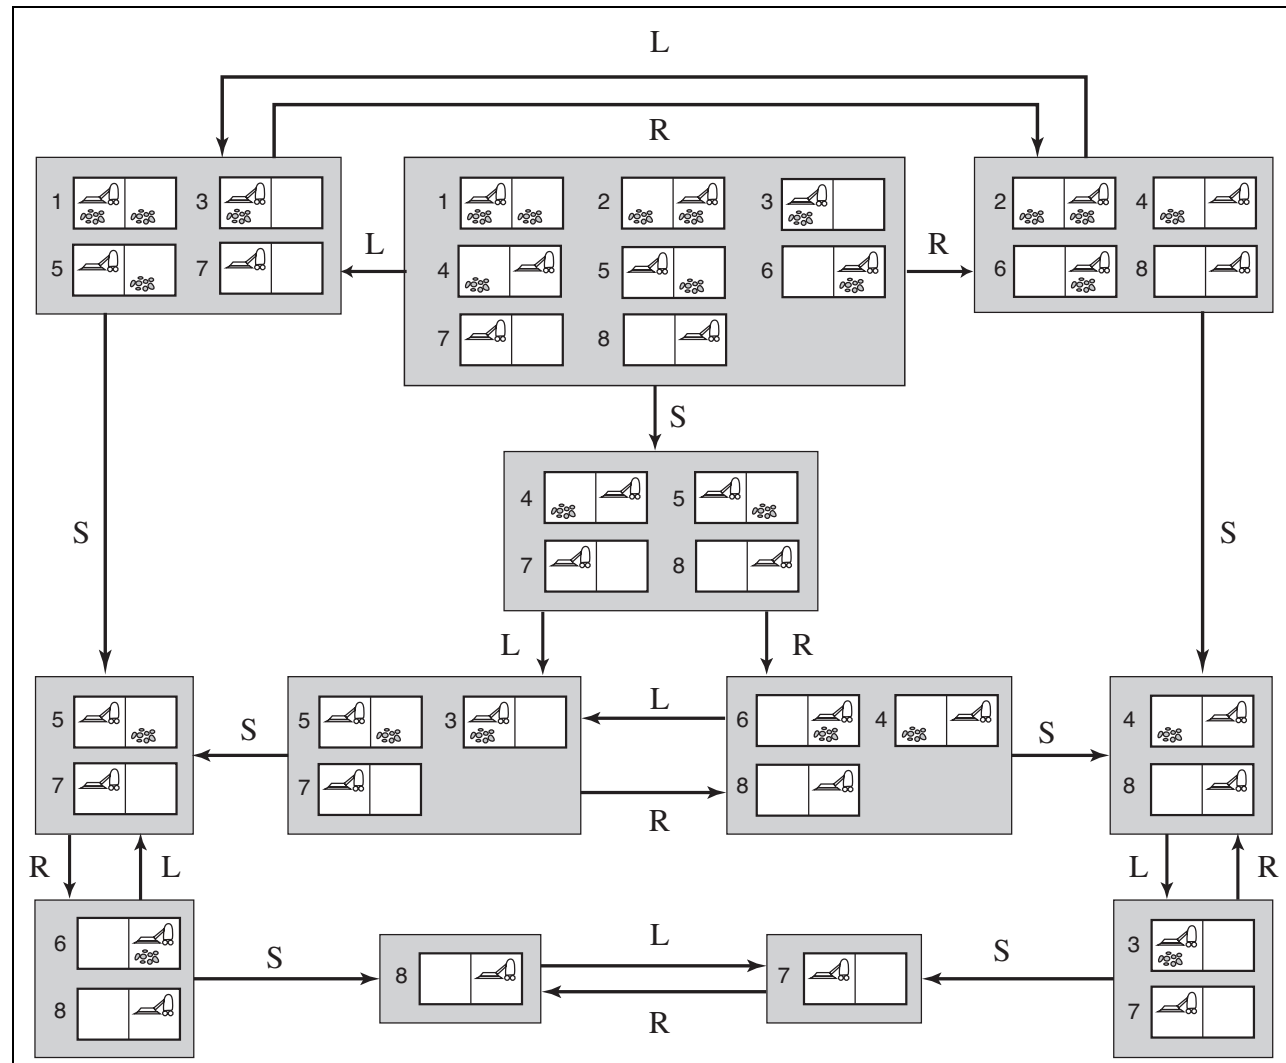 L
R
1 3 1 2 3 2 4
5 7 L 4 5 6 R 6 8
7 8
S
4 5
S S
7 8
L R
5 5 3 L 6 4 4
S S
7 7 8 8
R
R L L R
6 L 3
S 8 7 S
8 R 7